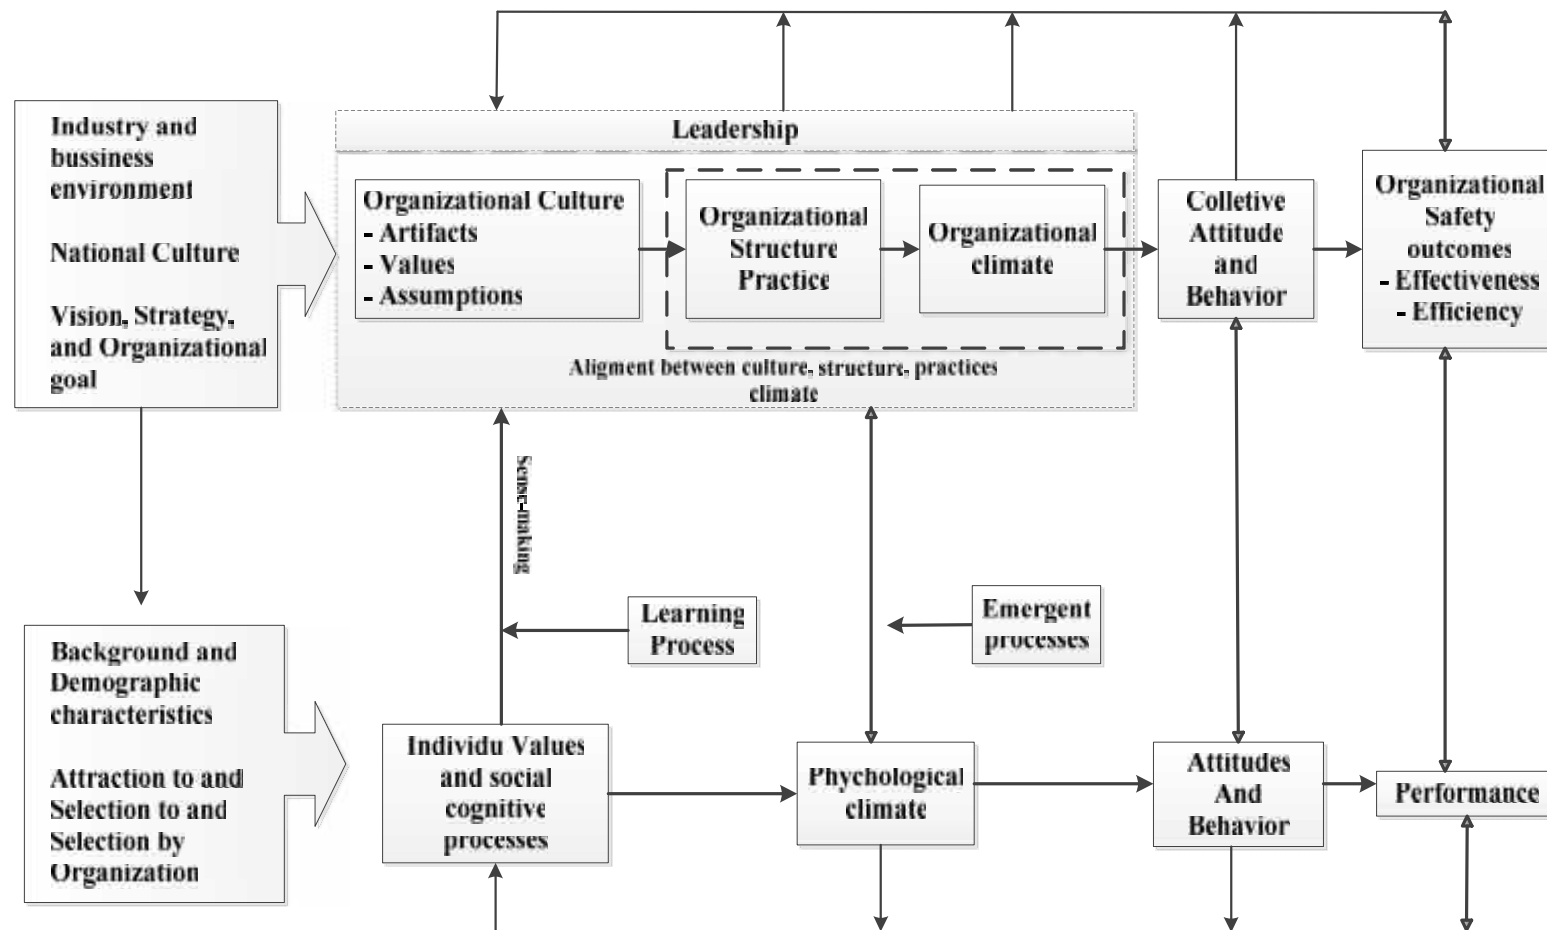 Industry and
bussiness
environment
National Culture
Vision, Strategy,
and Organizational
goal
Leadership
Organizational Culture
- Artifacts
- Values
- Assumptions
Organizational
Structure
Practice
Organizational
climate
Aligment between culture, structure, practices
climate
Colletive
Attitude
and
Behavior
Organizational
Safety
outcomes
- Effectiveness
- Efficiency
Sense-making
Learning
Process
Emergent
processes
Background and
Demographic
characteristics
Attraction to and
Selection to and
Selection by
Organization
Individu Values
and social
cognitive
processes
Phychological
climate
Attitudes
And
Behavior
Performance